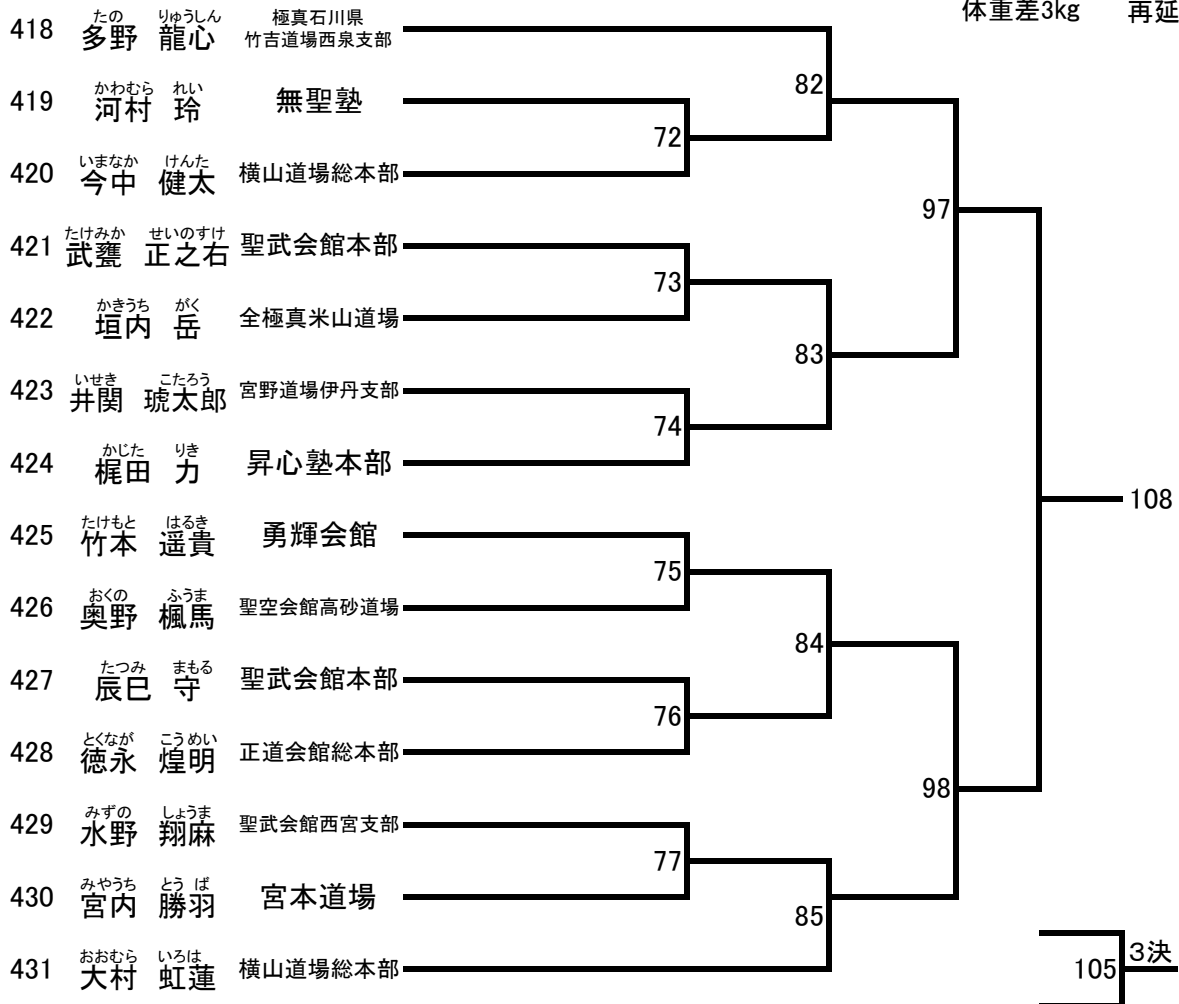 体重差3kg 再延
たの りゅうしん 極真石川県
418 多野 龍心 竹吉道場西泉支部
82
かわむら れい
419 河村 玲 無聖塾
72
いまなか けんた
420 今中 健太 横山道場総本部
97
たけみか せいのすけ
421 武甕 正之右 聖武会館本部
73
かきうち がく
422 垣内 岳 全極真米山道場
83
いせき こたろう
423 井関 琥太郎 宮野道場伊丹支部
74
かじた りき
424 梶田 力 昇心塾本部
108
たけもと はるき
425 竹本 遥貴 勇輝会館
75
おくの ふうま
426 奥野 楓馬 聖空会館高砂道場
84
たつみ まもる
427 辰巳 守 聖武会館本部
76
とくなが こうめい
428 徳永 煌明 正道会館総本部
98
みずの しょうま
429 水野 翔麻 聖武会館西宮支部
77
みやうち とう ば
430 宮内 勝羽 宮本道場
85
おおむら いろは
431 大村 虹蓮 横山道場総本部
105 3決